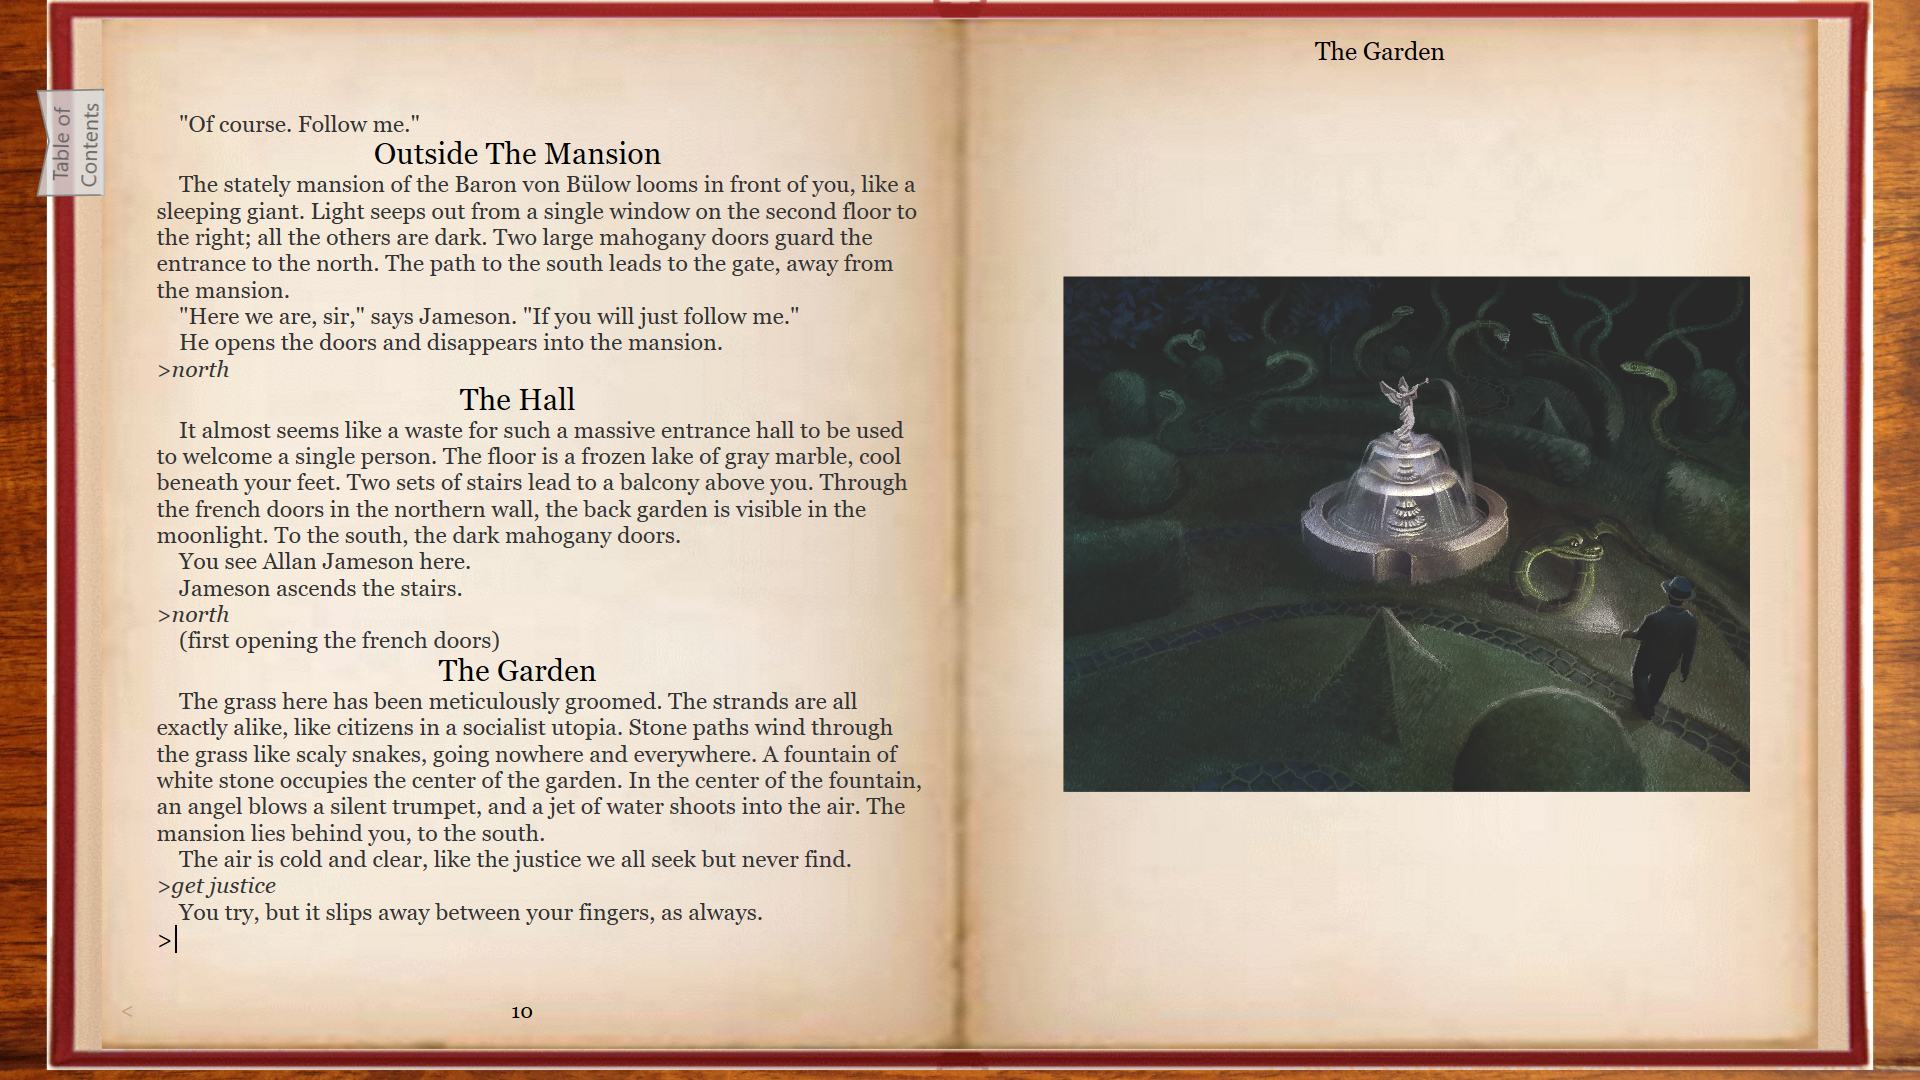 Table of
Contents
"Of course. Follow me."
Outside The Mansion
The stately mansion of the Baron von Bülow looms in front of you, like a
sleeping giant. Light seeps out from a single window on the second floor to
the right; all the others are dark. Two large mahogany doors guard the
entrance to the north. The path to the south leads to the gate, away from
the mansion.
"Here we are, sir," says Jameson. "If you will just follow me."
He opens the doors and disappears into the mansion.
>north
The Hall
It almost seems like a waste for such a massive entrance hall to be used
to welcome a single person. The floor is a frozen lake of gray marble, cool
beneath your feet. Two sets of stairs lead to a balcony above you. Through
the french doors in the northern wall, the back garden is visible in the
moonlight. To the south, the dark mahogany doors.
You see Allan Jameson here.
Jameson ascends the stairs.
>north
(first opening the french doors)
The Garden
The grass here has been meticulously groomed. The strands are all
exactly alike, like citizens in a socialist utopia. Stone paths wind through
the grass like scaly snakes, going nowhere and everywhere. A fountain of
white stone occupies the center of the garden. In the center of the fountain,
an angel blows a silent trumpet, and a jet of water shoots into the air. The
mansion lies behind you, to the south.
The air is cold and clear, like the justice we all seek but never find.
>get justice
You try, but it slips away between your fingers, as always.
>
<
10
The Garden